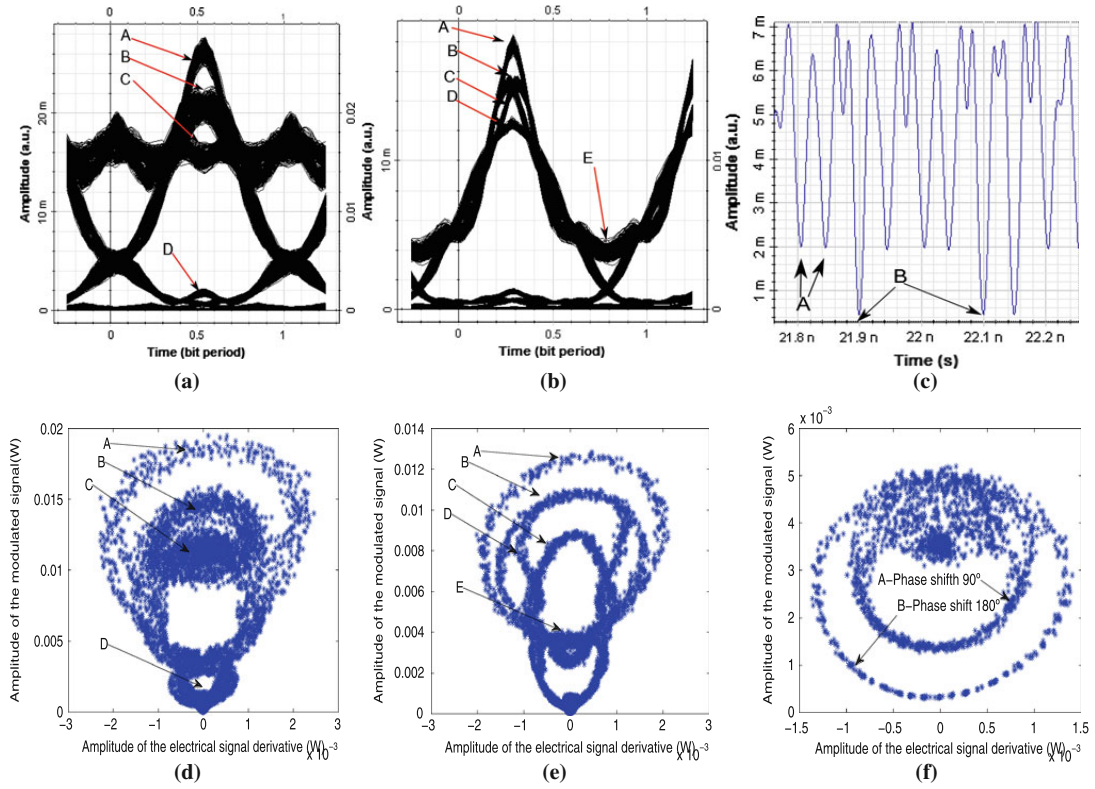 0 0.5 1
A
B
C
D
20 m
10 m
0
0.02
0.01
0
Amplitude (a.u.)
Amplitude (a.u.)
0 0.5 1
Time (bit period)
(a)
0 1
A
B
C
D
E
10 m
0
0.01
0
Amplitude (a.u.)
0 1
Time (bit period)
(b)
7 m
6 m
5 m
4 m
3 m
2 m
1 m
Amplitude (a.u.)
A
B
21.8 n 21.9 n 22 n 22.1 n 22.2 n
Time (s)
(c)
0.02
0.015
0.01
0.005
0
Amplitude of the modulated signal(W)
A
B
C
D
−3 −2 −1 0 1 2 3
Amplitude of the electrical signal derivative (W)
x 10⁻³
(d)
0.014
0.012
0.01
0.008
0.006
0.004
0.002
0
Amplitude of the modulated signal (W)
A
B
C
D
E
−3 −2 −1 0 1 2 3
Amplitude of the electrical signal derivative (W)
x 10⁻³
(e)
x 10⁻³
6
5
4
3
2
1
0
Amplitude of the modulated signal (W)
A−Phase shifth 90º
B−Phase shift 180º
−1.5 −1 −0.5 0 0.5 1 1.5
Amplitude of the electrical signal derivative (W)
x 10⁻³
(f)